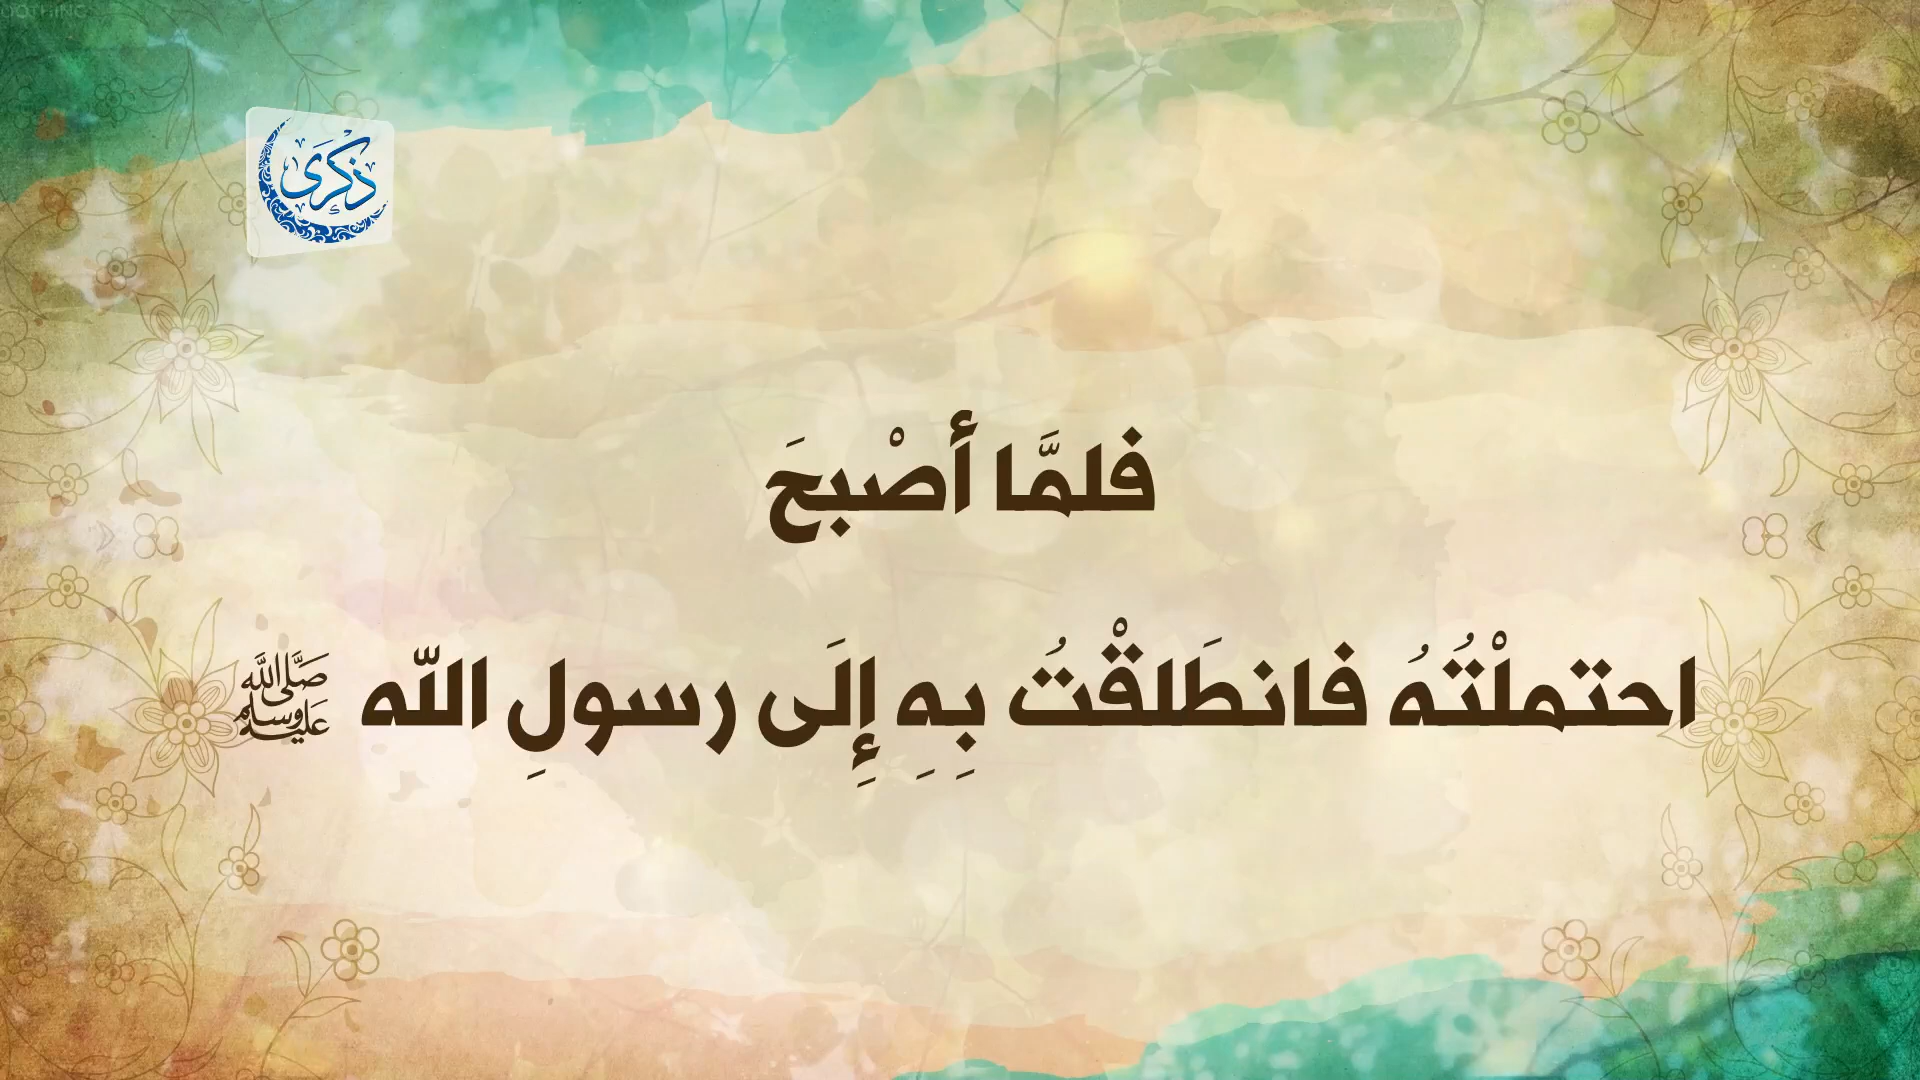 ذكرى
فلمَّا أصْبحَ
احتملْتُهُ فانطَلقْتُ بِهِ إِلَى رسولِ اللّه ﷺ